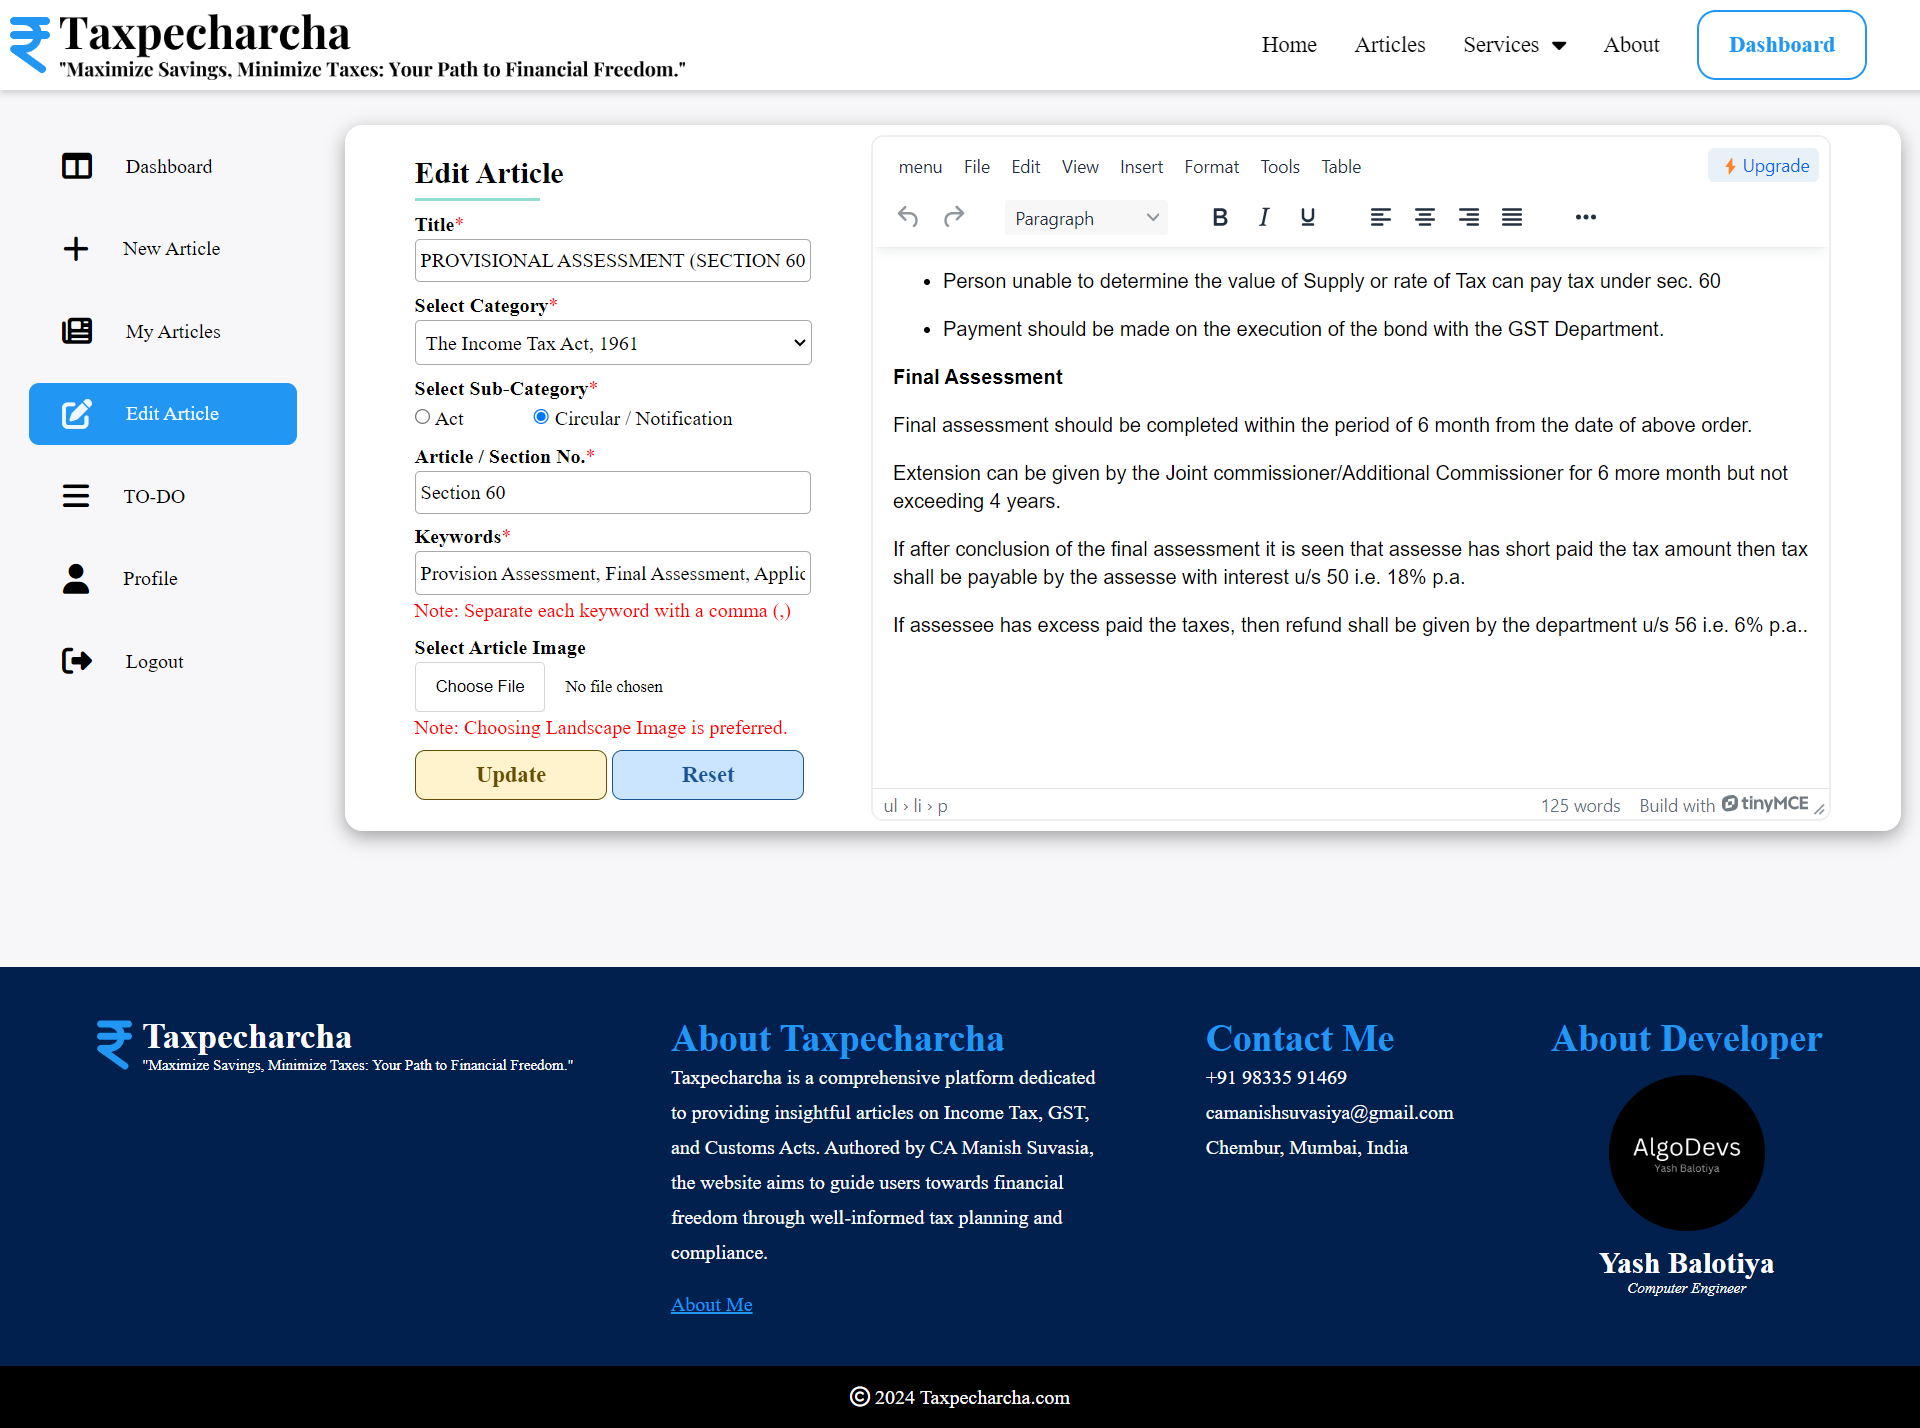 Taxpecharcha
"Maximize Savings, Minimize Taxes: Your Path to Financial Freedom."
Home
Articles
Services
About
Dashboard
Dashboard
New Article
My Articles
Edit Article
TO-DO
Profile
Logout
Edit Article
Title*
PROVISIONAL ASSESSMENT (SECTION 60
Select Category*
The Income Tax Act, 1961
Select Sub-Category*
Act
Circular / Notification
Article / Section No.*
Section 60
Keywords*
Provision Assessment, Final Assessment, Applic
Note: Separate each keyword with a comma (,)
Select Article Image
Choose File
No file chosen
Note: Choosing Landscape Image is preferred.
Update
Reset
menu
File
Edit
View
Insert
Format
Tools
Table
Upgrade
Paragraph
B
I
U
• Person unable to determine the value of Supply or rate of Tax can pay tax under sec. 60
• Payment should be made on the execution of the bond with the GST Department.
Final Assessment
Final assessment should be completed within the period of 6 month from the date of above order.
Extension can be given by the Joint commissioner/Additional Commissioner for 6 more month but not
exceeding 4 years.
If after conclusion of the final assessment it is seen that assesse has short paid the tax amount then tax
shall be payable by the assesse with interest u/s 50 i.e. 18% p.a.
If assessee has excess paid the taxes, then refund shall be given by the department u/s 56 i.e. 6% p.a..
ul › li › p
125 words
Build with tinyMCE
Taxpecharcha
"Maximize Savings, Minimize Taxes: Your Path to Financial Freedom."
About Taxpecharcha
Taxpecharcha is a comprehensive platform dedicated
to providing insightful articles on Income Tax, GST,
and Customs Acts. Authored by CA Manish Suvasia,
the website aims to guide users towards financial
freedom through well-informed tax planning and
compliance.
About Me
Contact Me
+91 98335 91469
camanishsuvasiya@gmail.com
Chembur, Mumbai, India
About Developer
AlgoDevs
Yash Balotiya
Yash Balotiya
Computer Engineer
© 2024 Taxpecharcha.com